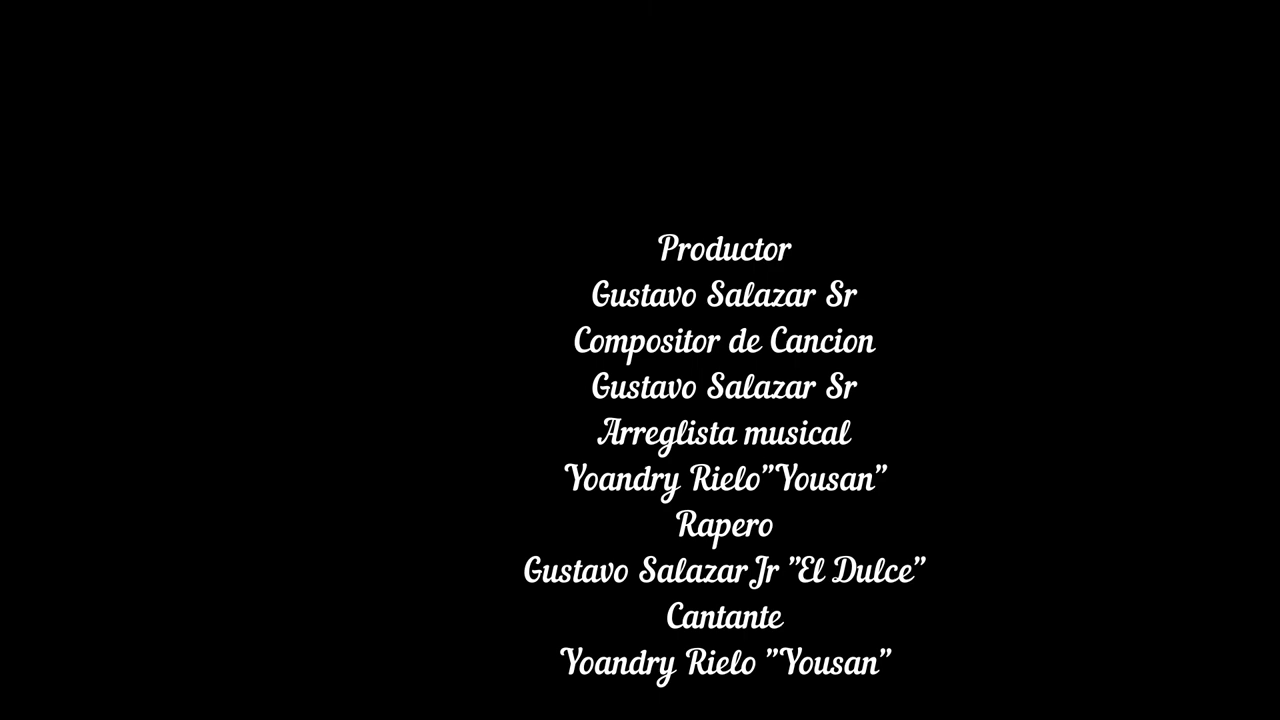 Productor
Gustavo Salazar Sr
Compositor de Cancion
Gustavo Salazar Sr
Arreglista musical
Yoandry Rielo"Yousan"
Rapero
Gustavo Salazar Jr "El Dulce"
Cantante
Yoandry Rielo "Yousan"